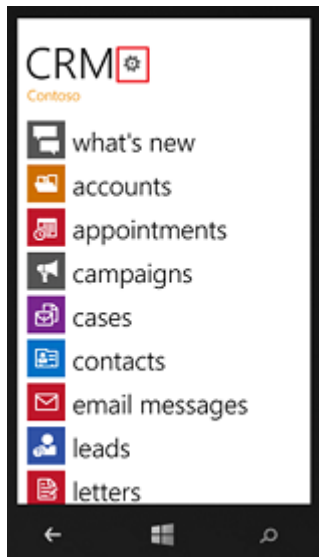 CRM
Contoso
what's new
accounts
appointments
campaigns
cases
contacts
email messages
leads
letters